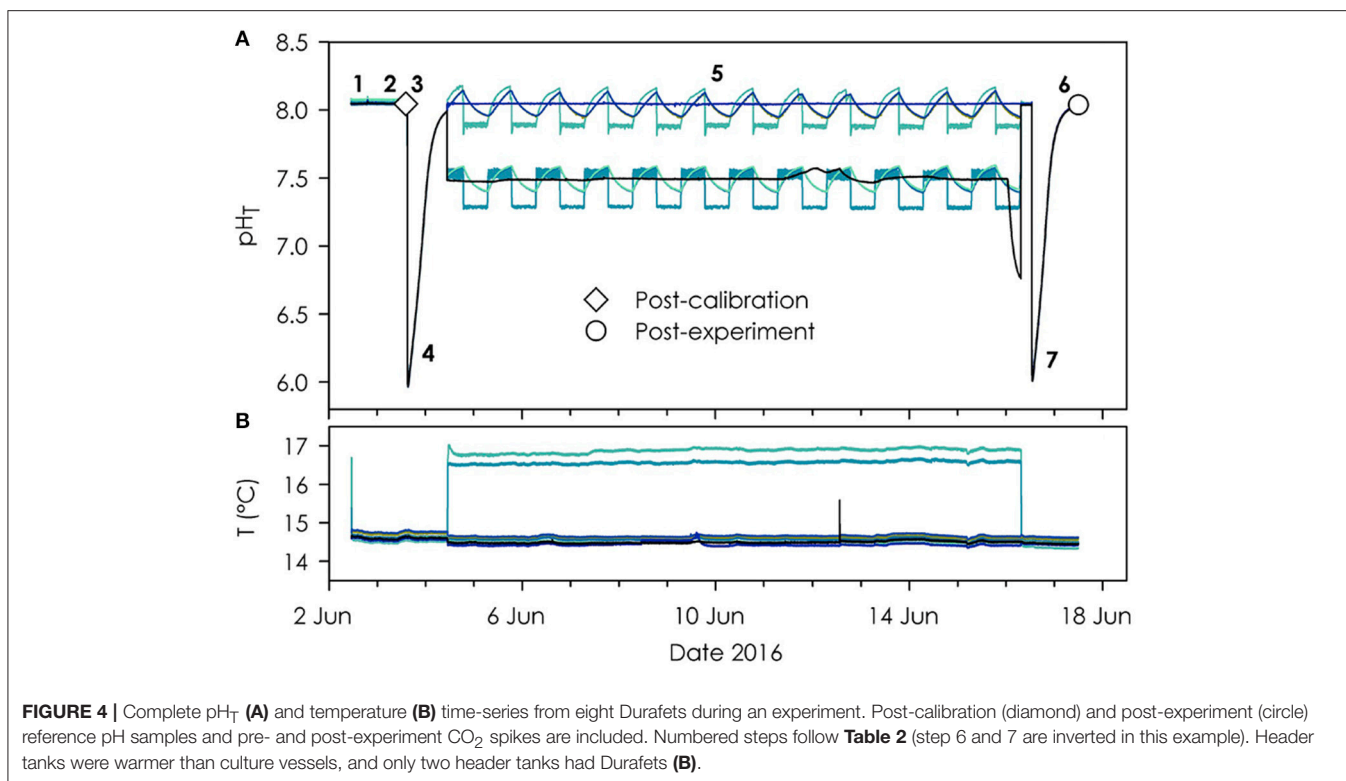 A
8.5
8.0
7.5
7.0
6.5
6.0
pHT
1 2 3
4
5
6
7
Post-calibration
Post-experiment
B
17
16
15
14
T (ºC)
2 Jun
6 Jun
10 Jun
14 Jun
18 Jun
Date 2016
FIGURE 4 | Complete pHT (A) and temperature (B) time-series from eight Durafets during an experiment. Post-calibration (diamond) and post-experiment (circle)
reference pH samples and pre- and post-experiment CO2 spikes are included. Numbered steps follow Table 2 (step 6 and 7 are inverted in this example). Header
tanks were warmer than culture vessels, and only two header tanks had Durafets (B).